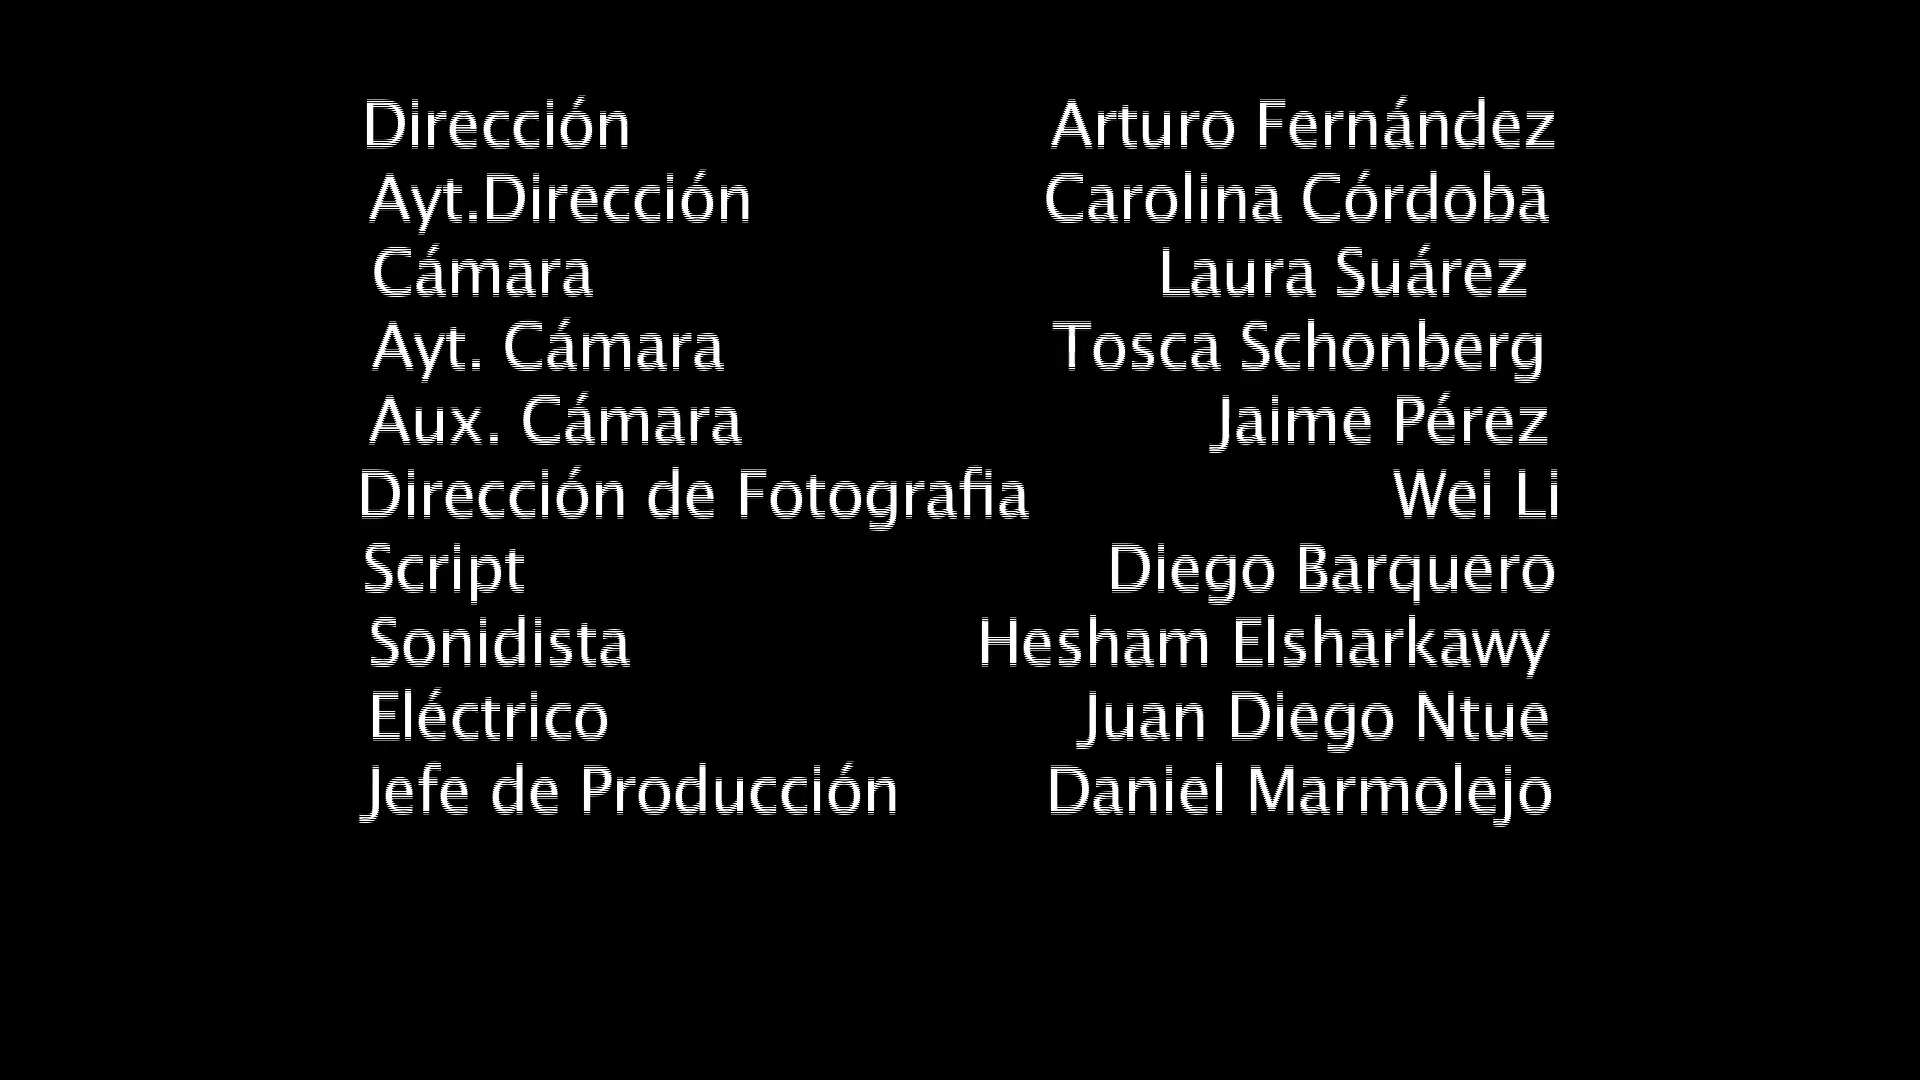 Dirección Arturo Fernández
Ayt.Dirección Carolina Córdoba
Cámara Laura Suárez
Ayt. Cámara Tosca Schonberg
Aux. Cámara Jaime Pérez
Dirección de Fotografia Wei Li
Script Diego Barquero
Sonidista Hesham Elsharkawy
Eléctrico Juan Diego Ntue
Jefe de Producción Daniel Marmolejo